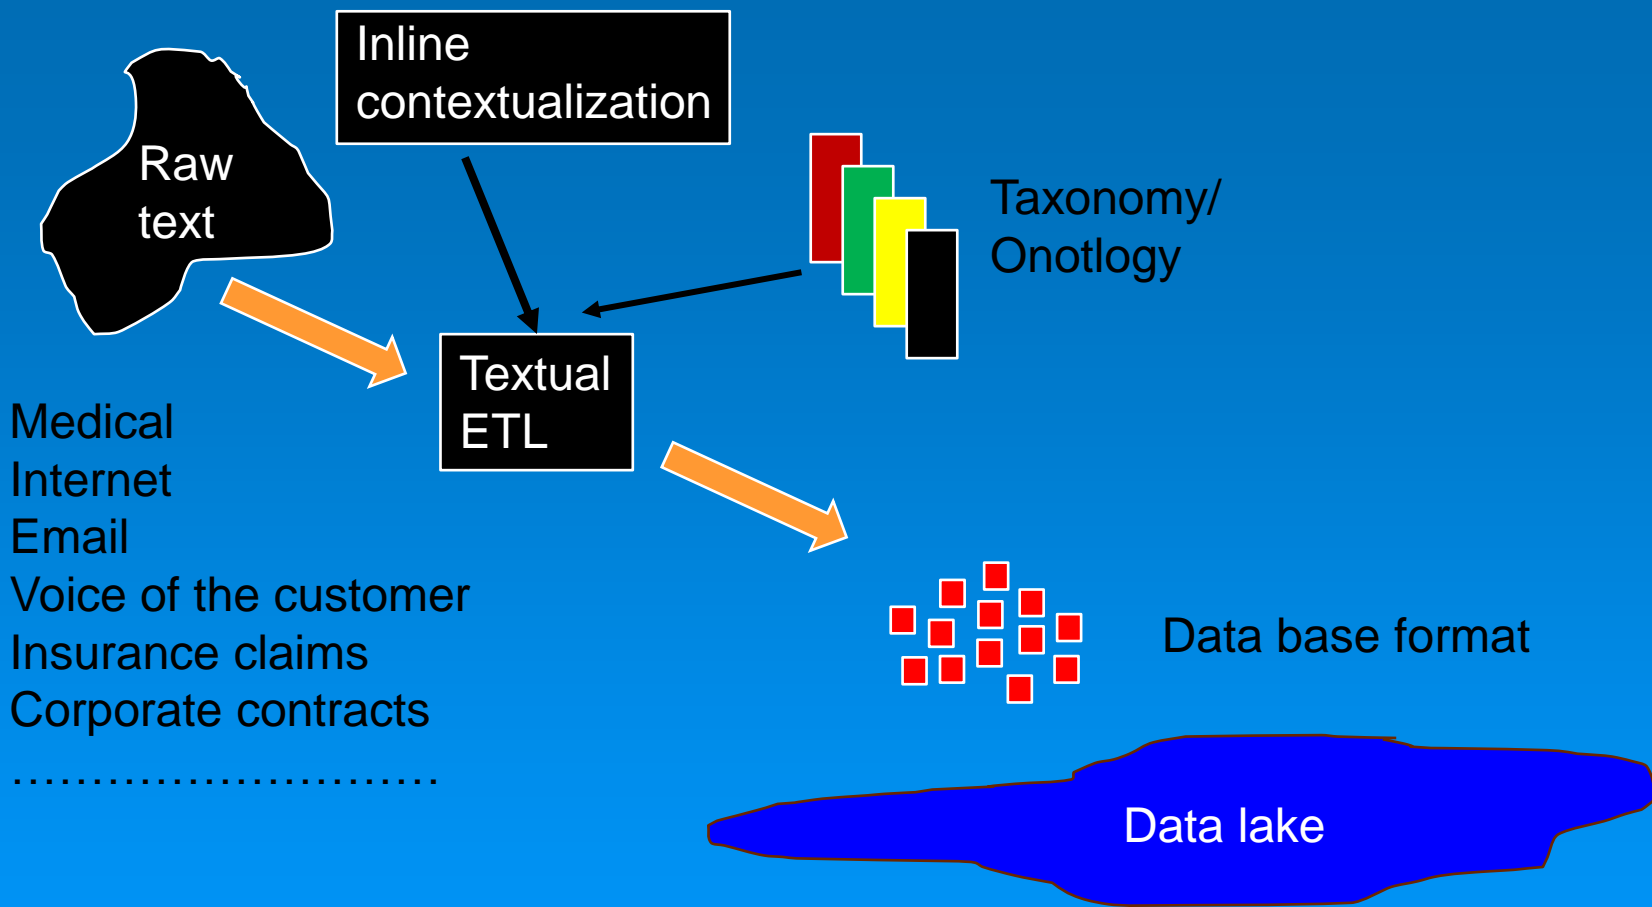 Inline
contextualization
Raw
text
Taxonomy/
Onotlogy
Textual
ETL
Medical
Internet
Email
Voice of the customer
Insurance claims
Corporate contracts
………………………
Data base format
Data lake